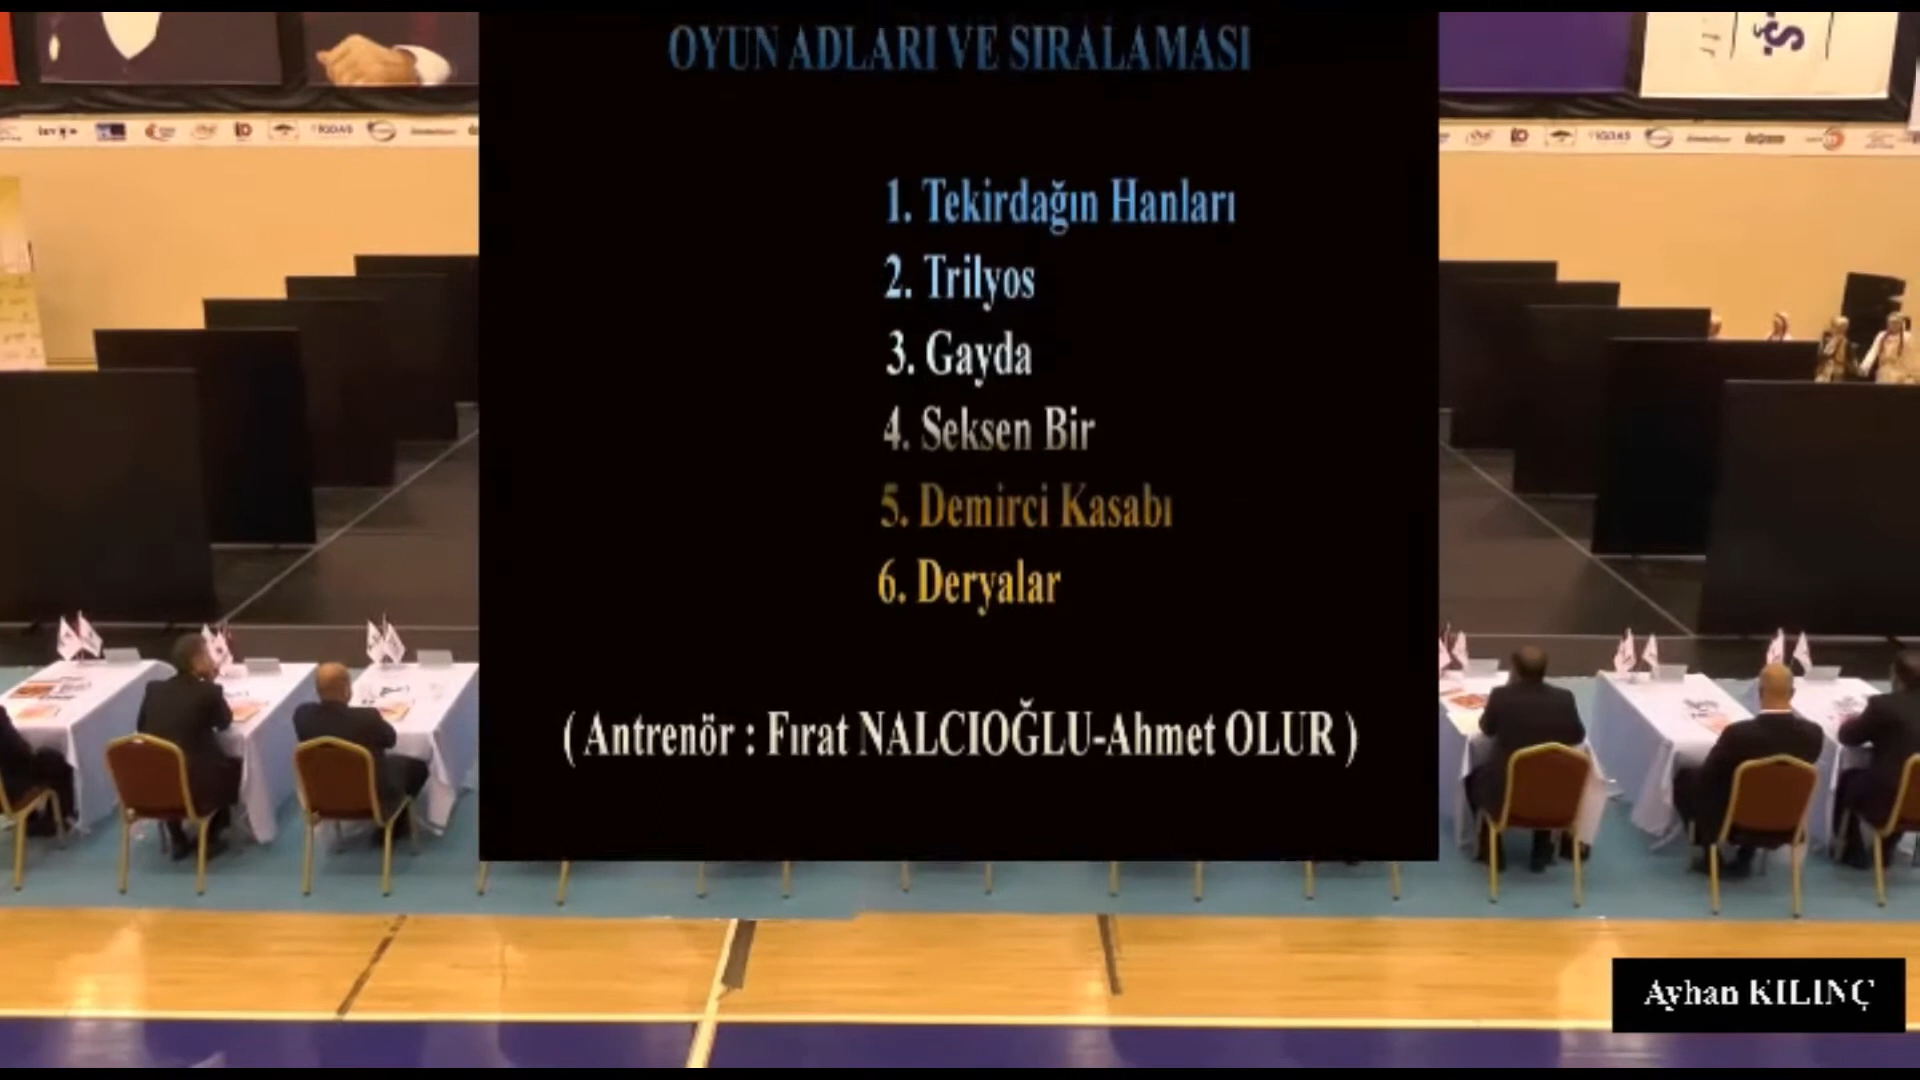 OYUN ADLARI VE SIRALAMASI
1. Tekirdağın Hanları
2. Trilyos
3. Gayda
4. Seksen Bir
5. Demirci Kasabı
6. Deryalar
( Antrenör : Fırat NALCIOĞLU-Ahmet OLUR )
Ayhan KILINÇ